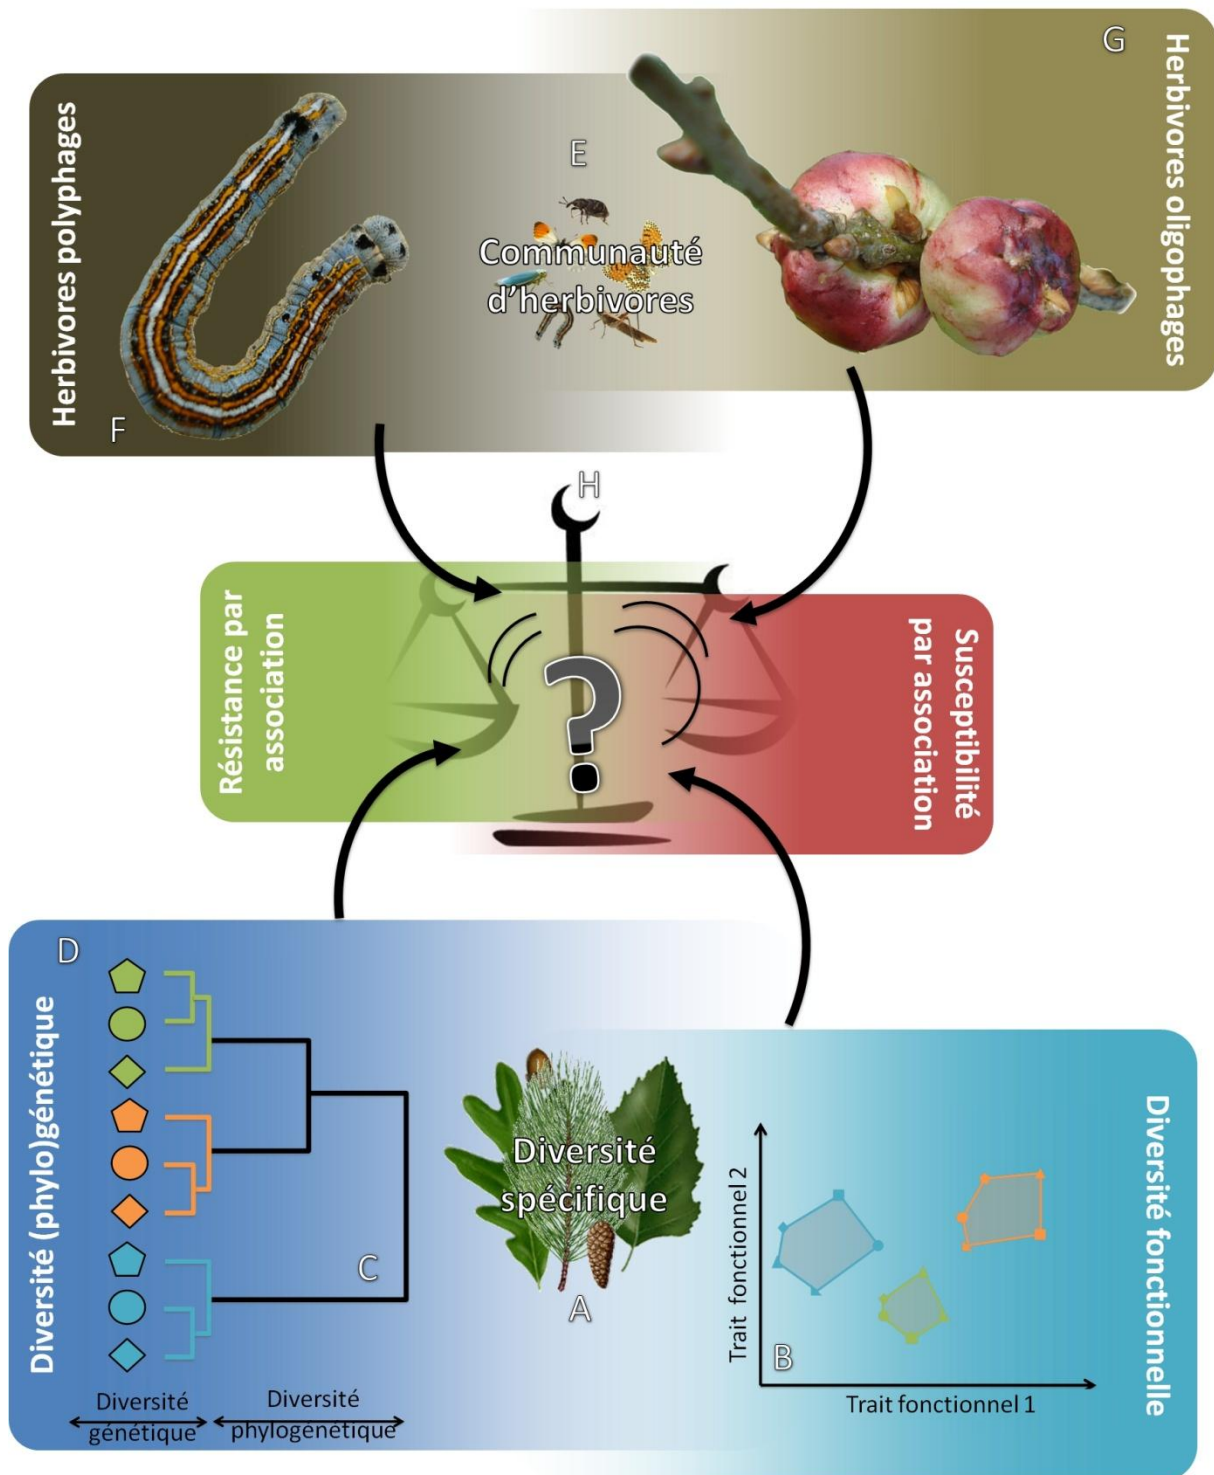 G
Herbivores oligophages
Herbivores polyphages
E
Communauté
d'herbivores
F
H
Résistance par
association
?
Susceptibilité
par association
D
Diversité (phylo)génétique
C
Diversité
génétique
Diversité
phylogénétique
Diversité
spécifique
A
Trait fonctionnel 2
B
Trait fonctionnel 1
Diversité fonctionnelle